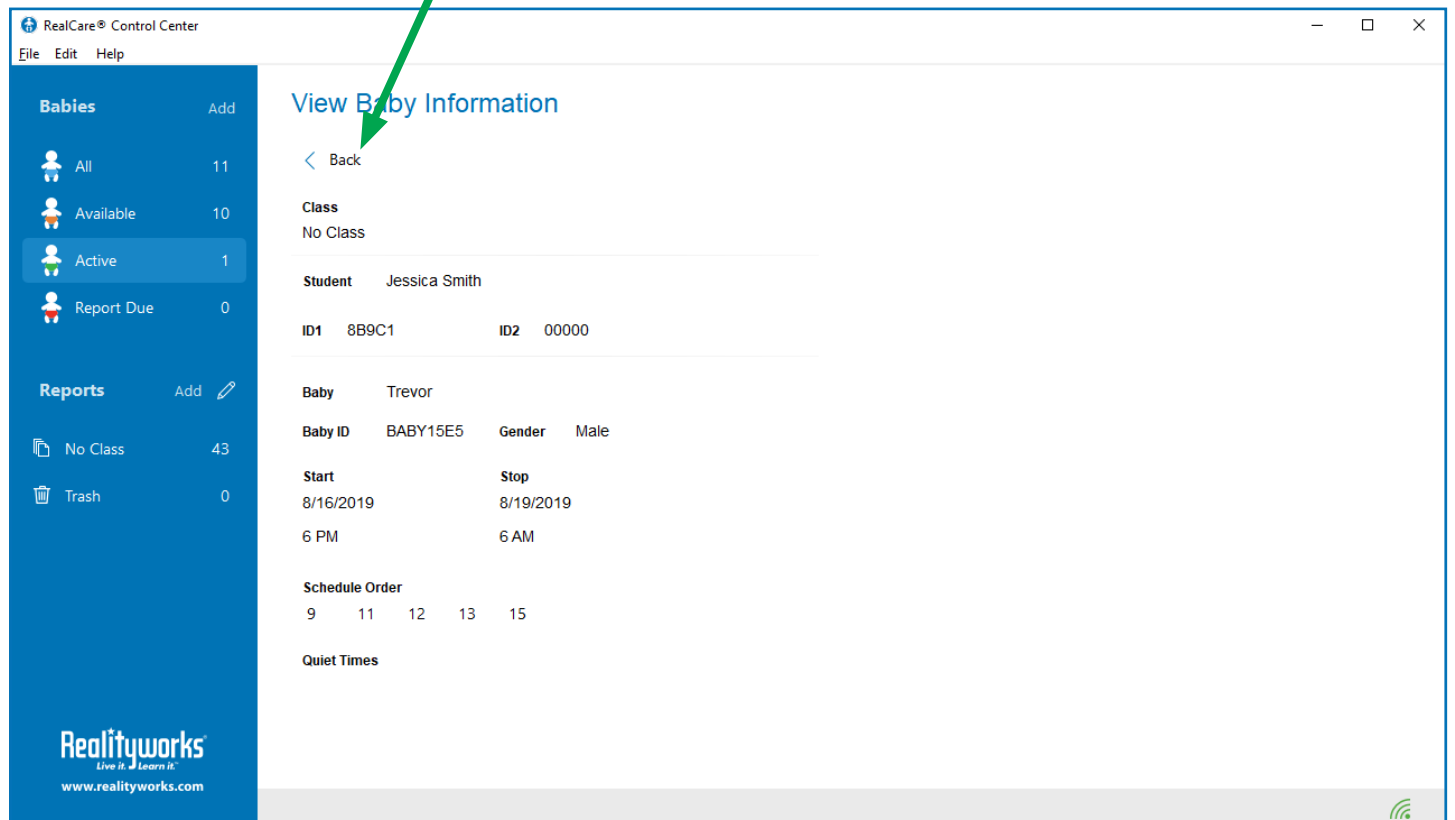 RealCare® Control Center
File Edit Help
Babies Add
All 11
Available 10
Active 1
Report Due 0
Reports Add
No Class 43
Trash 0
Realityworks®
Live it. Learn it.™
www.realityworks.com
View Baby Information
Back
Class
No Class
Student Jessica Smith
ID1 8B9C1 ID2 00000
Baby Trevor
Baby ID BABY15E5 Gender Male
Start Stop
8/16/2019 8/19/2019
6 PM 6 AM
Schedule Order
9 11 12 13 15
Quiet Times